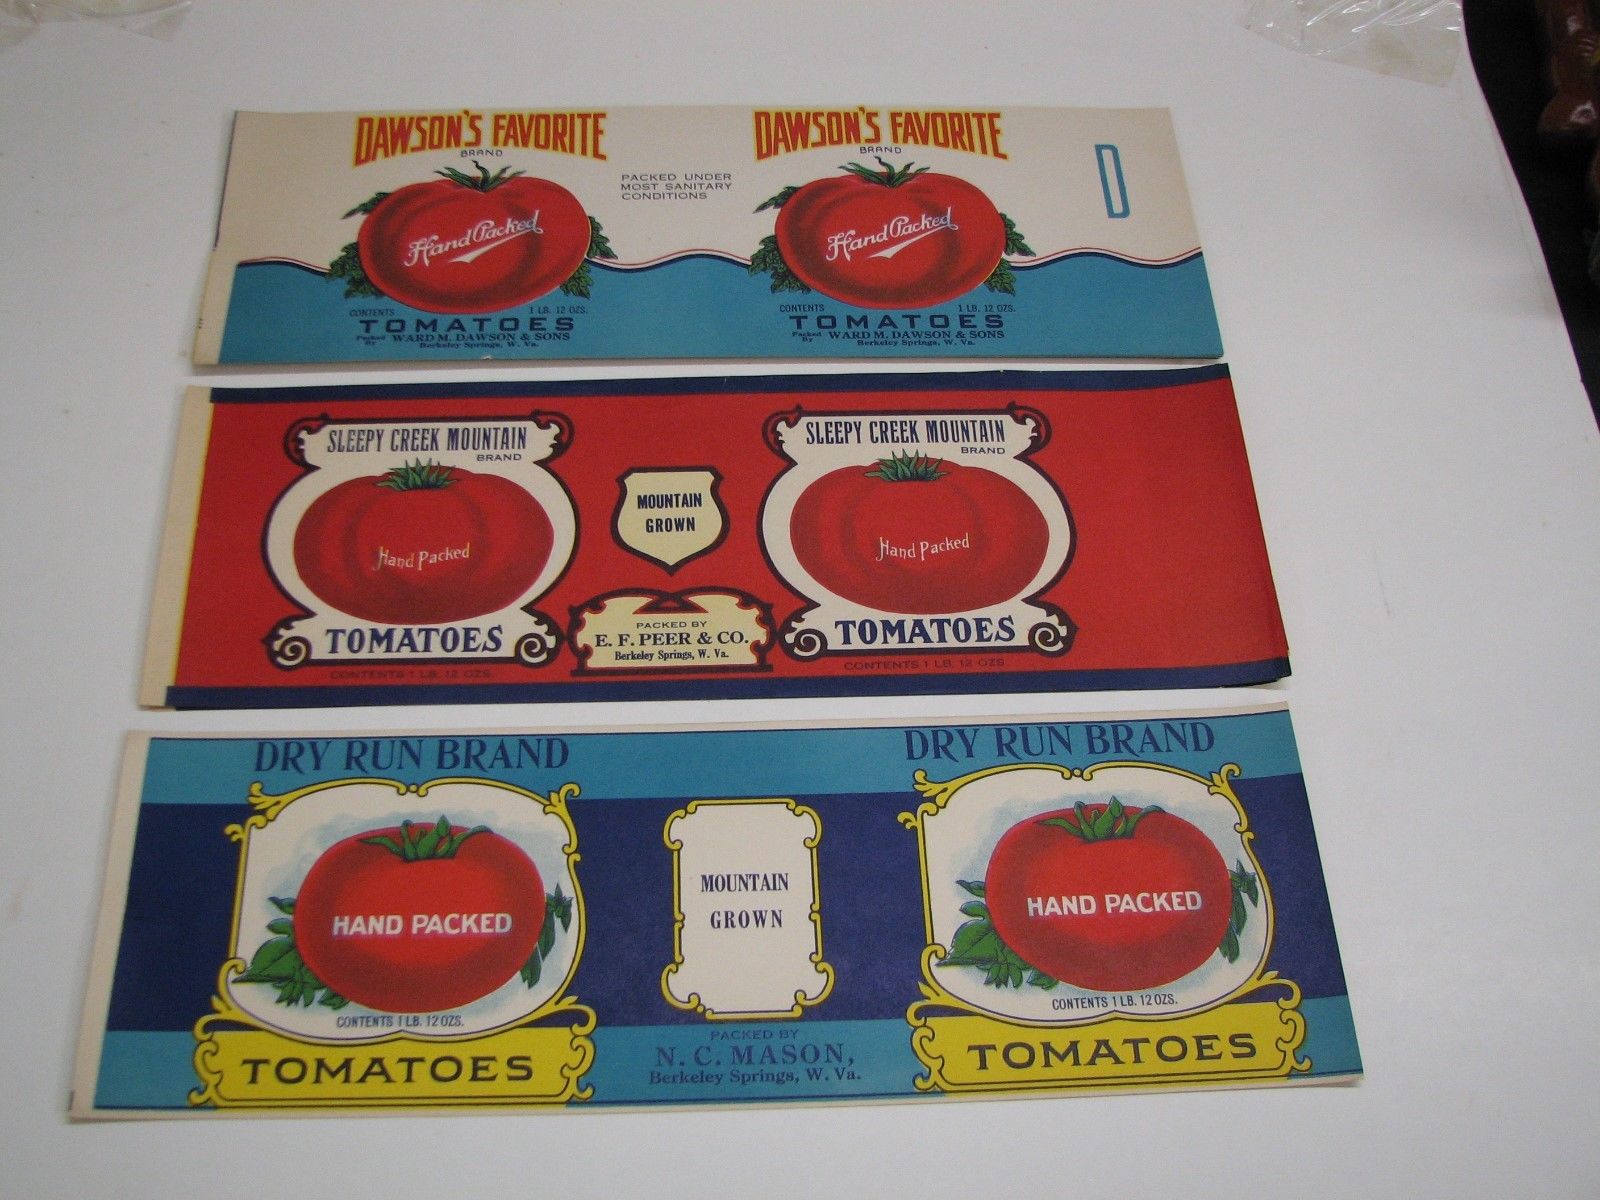 DAWSON'S FAVORITE
BRAND
Hand Packed
CONTENTS 1 LB. 12 OZS.
TOMATOES
Packed By WARD M. DAWSON & SONS
Berkeley Springs, W. Va.
PACKED UNDER
MOST SANITARY
CONDITIONS
DAWSON'S FAVORITE
BRAND
Hand Packed
CONTENTS 1 LB. 12 OZS.
TOMATOES
Packed By WARD M. DAWSON & SONS
Berkeley Springs, W. Va.
D
SLEEPY CREEK MOUNTAIN
BRAND
Hand Packed
TOMATOES
CONTENTS 1 LB. 12 OZS.
MOUNTAIN
GROWN
PACKED BY
E. F. PEER & CO.
Berkeley Springs, W. Va.
SLEEPY CREEK MOUNTAIN
BRAND
Hand Packed
TOMATOES
CONTENTS 1 LB. 12 OZS
DRY RUN BRAND
HAND PACKED
CONTENTS 1 LB. 12 OZS.
TOMATOES
MOUNTAIN
GROWN
PACKED BY
N. C. MASON,
Berkeley Springs, W. Va.
DRY RUN BRAND
HAND PACKED
CONTENTS 1 LB. 12 OZS.
TOMATOES